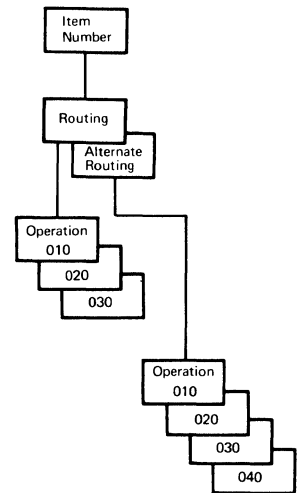 Item
Number
Routing
Alternate
Routing
Operation
010
020
030
Operation
010
020
030
040